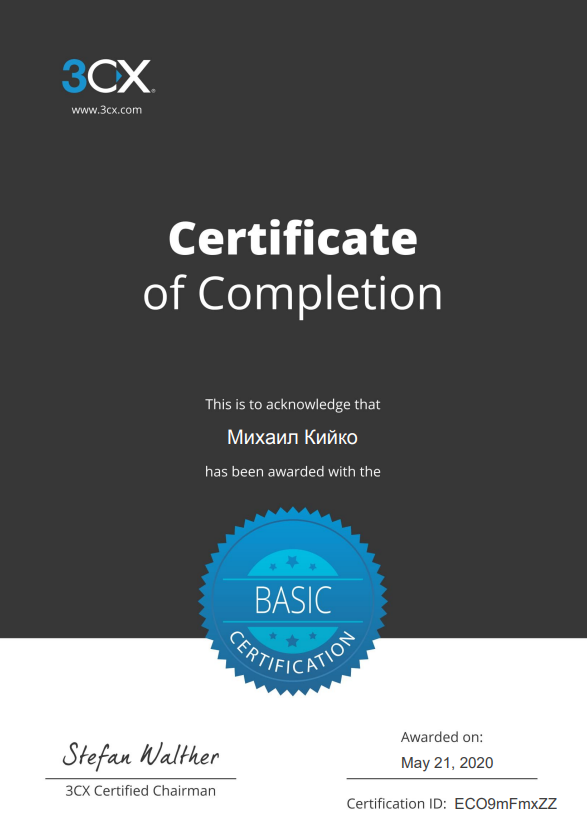 3CX®
www.3cx.com
Certificate
of Completion
This is to acknowledge that
Михаил Кийко
has been awarded with the
BASIC
CERTIFICATION
Stefan Walther
3CX Certified Chairman
Awarded on:
May 21, 2020
Certification ID: ECO9mFmxZZ